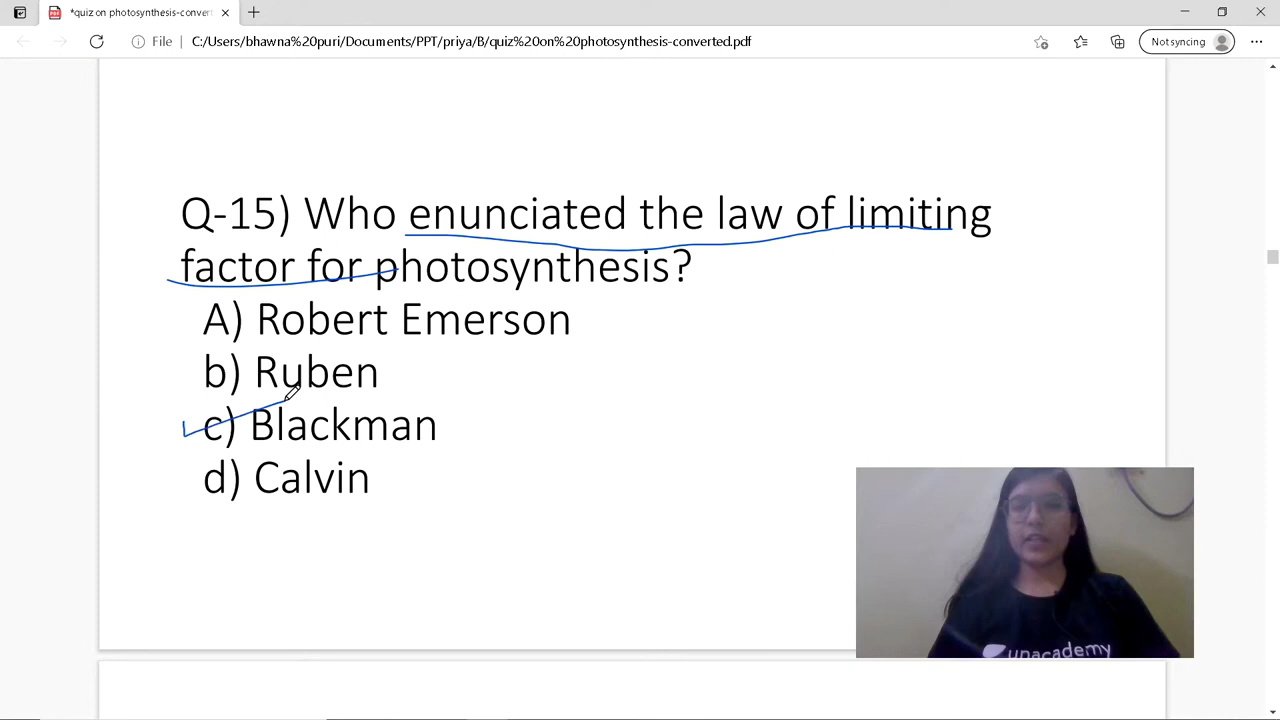 *quiz on photosynthesis-convert
File
C:/Users/bhawna%20puri/Documents/PPT/priya/B/quiz%20on%20photosynthesis-converted.pdf
Not syncing
Q-15) Who enunciated the law of limiting
factor for photosynthesis?
A) Robert Emerson
b) Ruben
c) Blackman
d) Calvin
unacademy